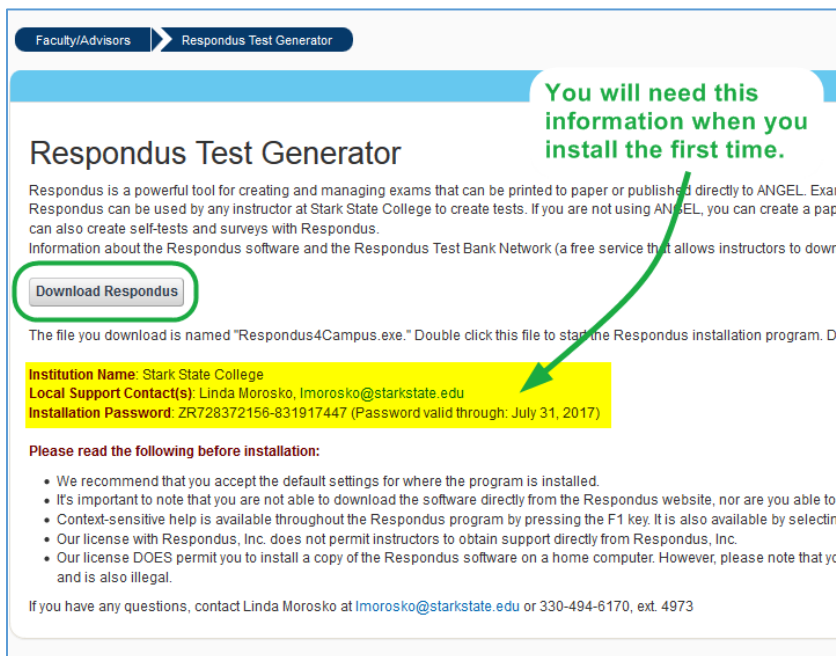 Faculty/Advisors Respondus Test Generator
You will need this
information when you
install the first time.
Respondus Test Generator
Respondus is a powerful tool for creating and managing exams that can be printed to paper or published directly to ANGEL. Exa
Respondus can be used by any instructor at Stark State College to create tests. If you are not using ANGEL, you can create a pap
can also create self-tests and surveys with Respondus.
Information about the Respondus software and the Respondus Test Bank Network (a free service that allows instructors to down
Download Respondus
The file you download is named "Respondus4Campus.exe." Double click this file to start the Respondus installation program. D
Institution Name: Stark State College
Local Support Contact(s): Linda Morosko, lmorosko@starkstate.edu
Installation Password: ZR728372156-831917447 (Password valid through: July 31, 2017)
Please read the following before installation:
• We recommend that you accept the default settings for where the program is installed.
• It's important to note that you are not able to download the software directly from the Respondus website, nor are you able to
• Context-sensitive help is available throughout the Respondus program by pressing the F1 key. It is also available by selectin
• Our license with Respondus, Inc. does not permit instructors to obtain support directly from Respondus, Inc.
• Our license DOES permit you to install a copy of the Respondus software on a home computer. However, please note that yo
and is also illegal.
If you have any questions, contact Linda Morosko at lmorosko@starkstate.edu or 330-494-6170, ext. 4973